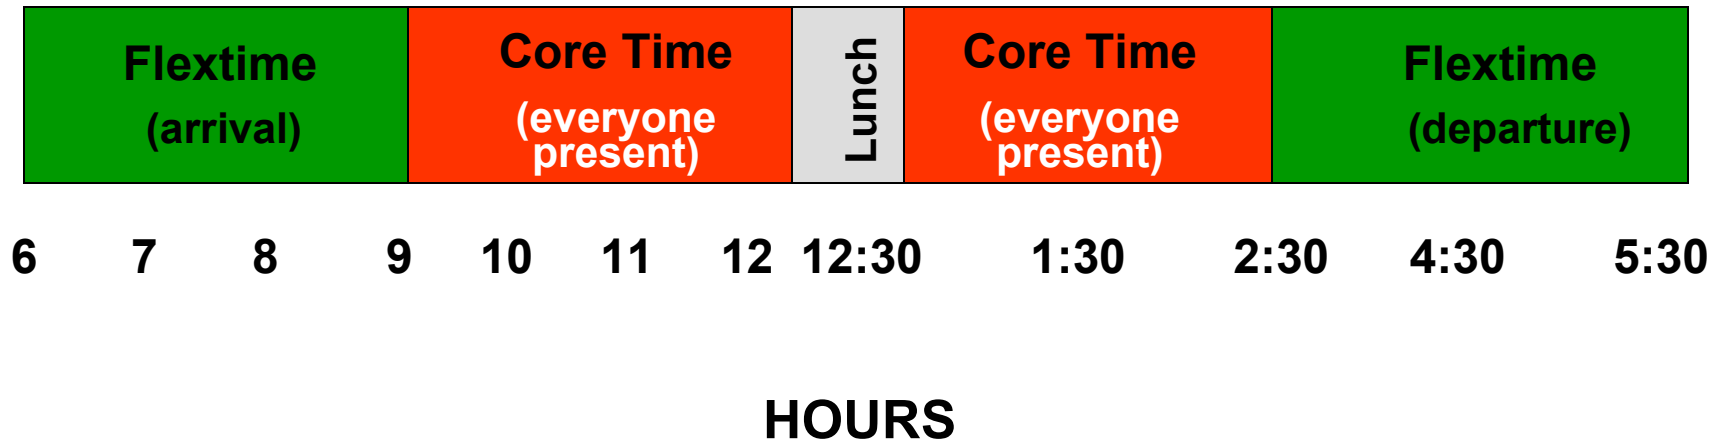 Flextime
(arrival)
Core Time
(everyone
present)
Lunch
Core Time
(everyone
present)
Flextime
(departure)
6 7 8 9 10 11 12 12:30 1:30 2:30 4:30 5:30
HOURS